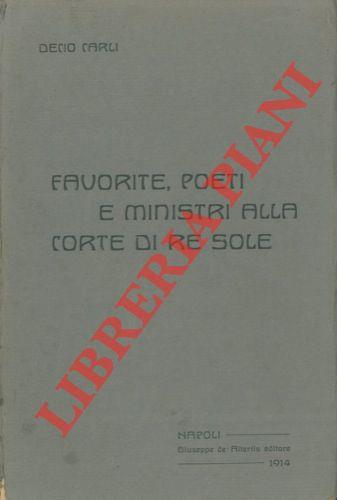 DECIO CARLI
FAVORITE, POETI
E MINISTRI ALLA
CORTE DI RE SOLE
LIBRERIA PIANI
NAPOLI
Giuseppe de' Alteriis editore
1914